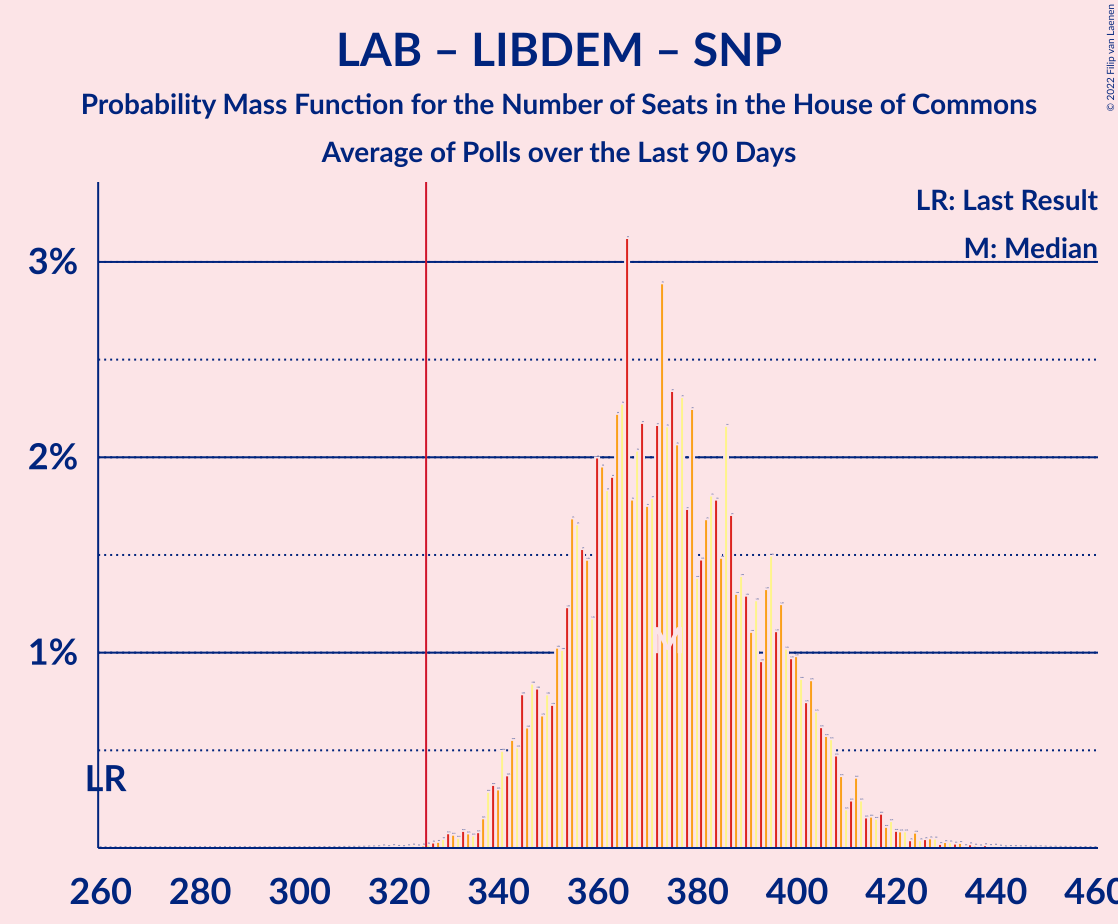 LAB – LIBDEM – SNP
Probability Mass Function for the Number of Seats in the House of Commons
Average of Polls over the Last 90 Days
© 2022 Filip van Laenen
LR: Last Result
M: Median
3%
2%
1%
M
LR
260 280 300 320 340 360 380 400 420 440 460